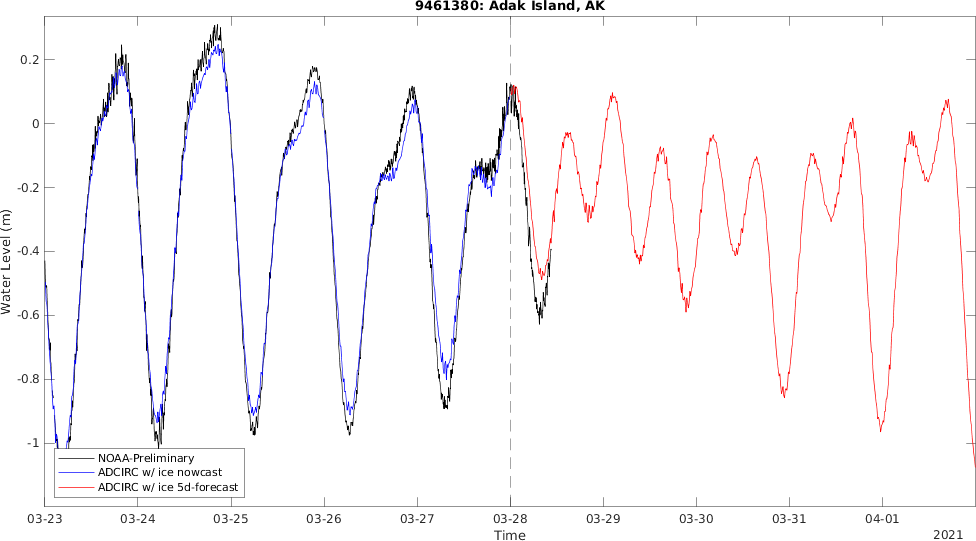 9461380: Adak Island, AK
Water Level (m)
0.2
0
-0.2
-0.4
-0.6
-0.8
-1
NOAA-Preliminary
ADCIRC w/ ice nowcast
ADCIRC w/ ice 5d-forecast
03-23 03-24 03-25 03-26 03-27 03-28 03-29 03-30 03-31 04-01
Time
2021